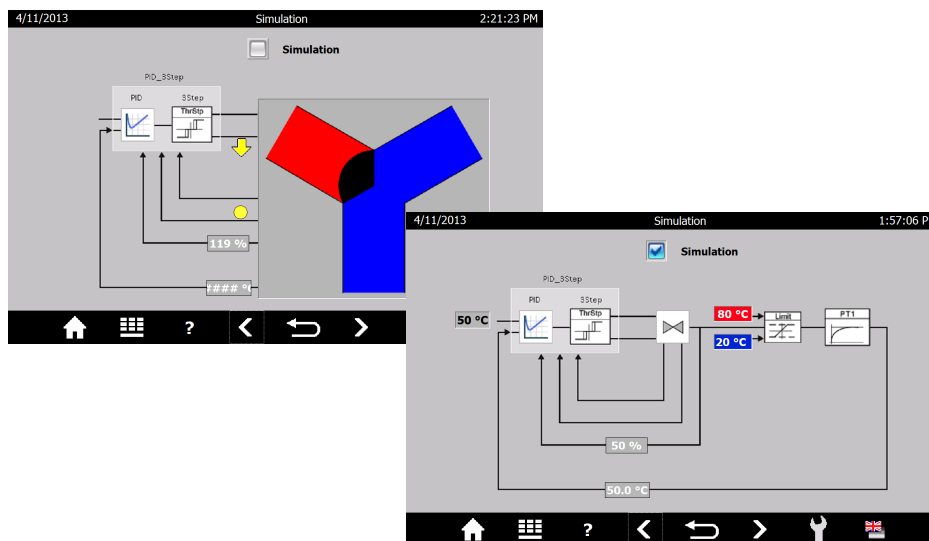 4/11/2013 Simulation 2:21:23 PM
Simulation
PID_3Step
PID 3Step
ThrStp
119 %
?
4/11/2013 Simulation 1:57:06 P
Simulation
PID_3Step
PID 3Step
ThrStp
50 °C
80 °C
20 °C
Limit
PT1
50 %
50.0 °C
?